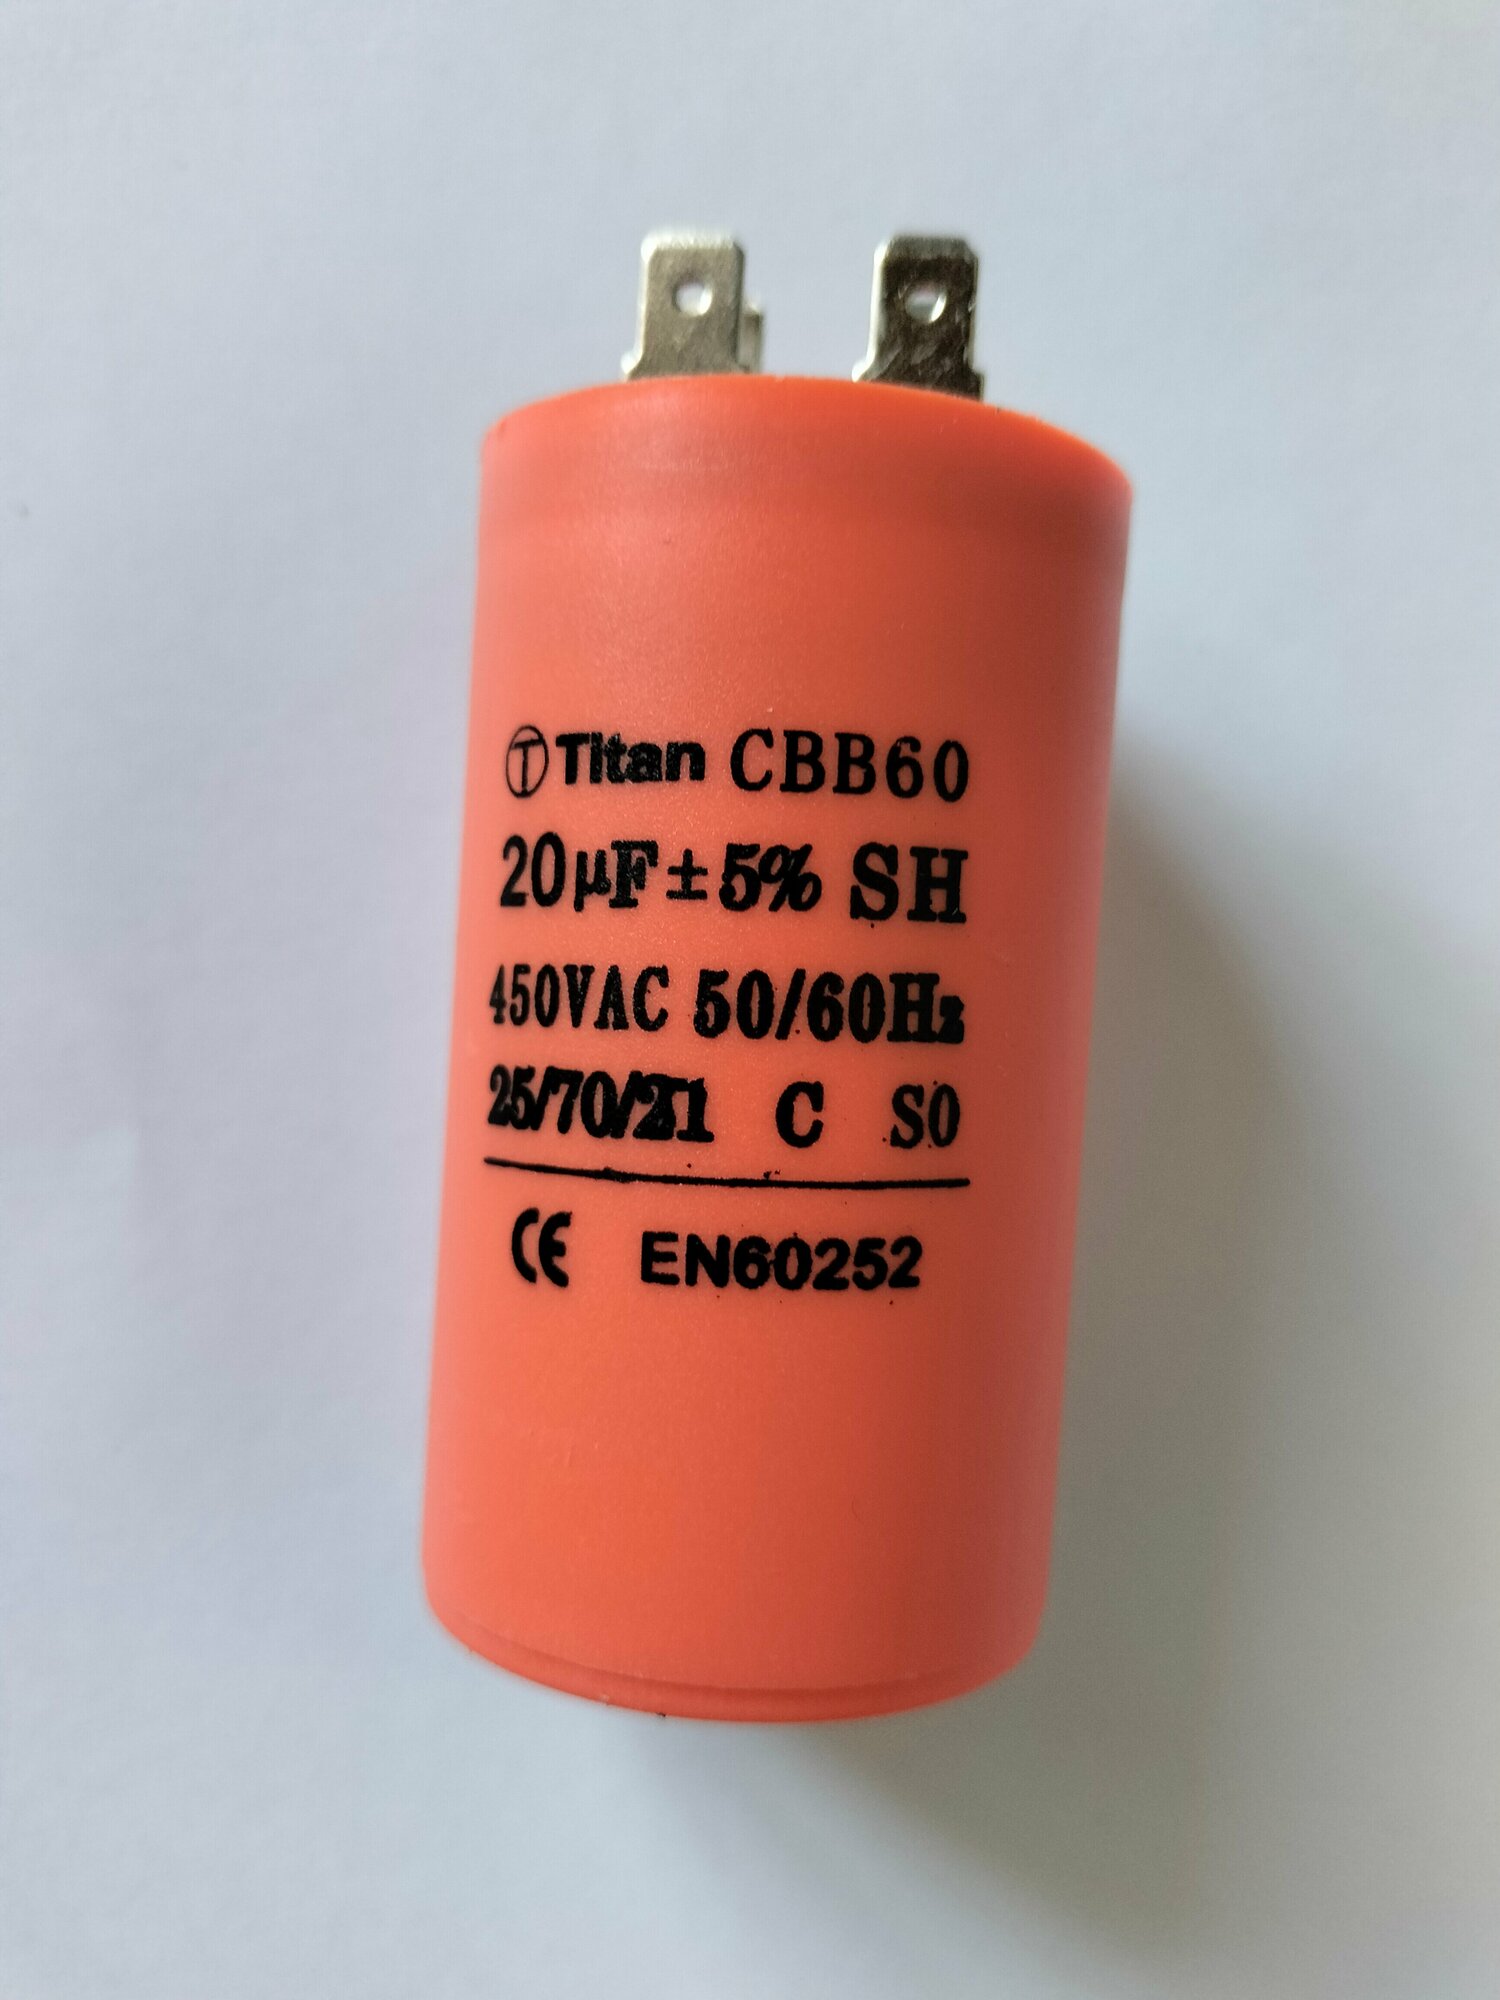 Ⓣ Titan CBB60
20μF±5% SH
450VAC 50/60Hz
25/70/21 C S0
CE EN60252